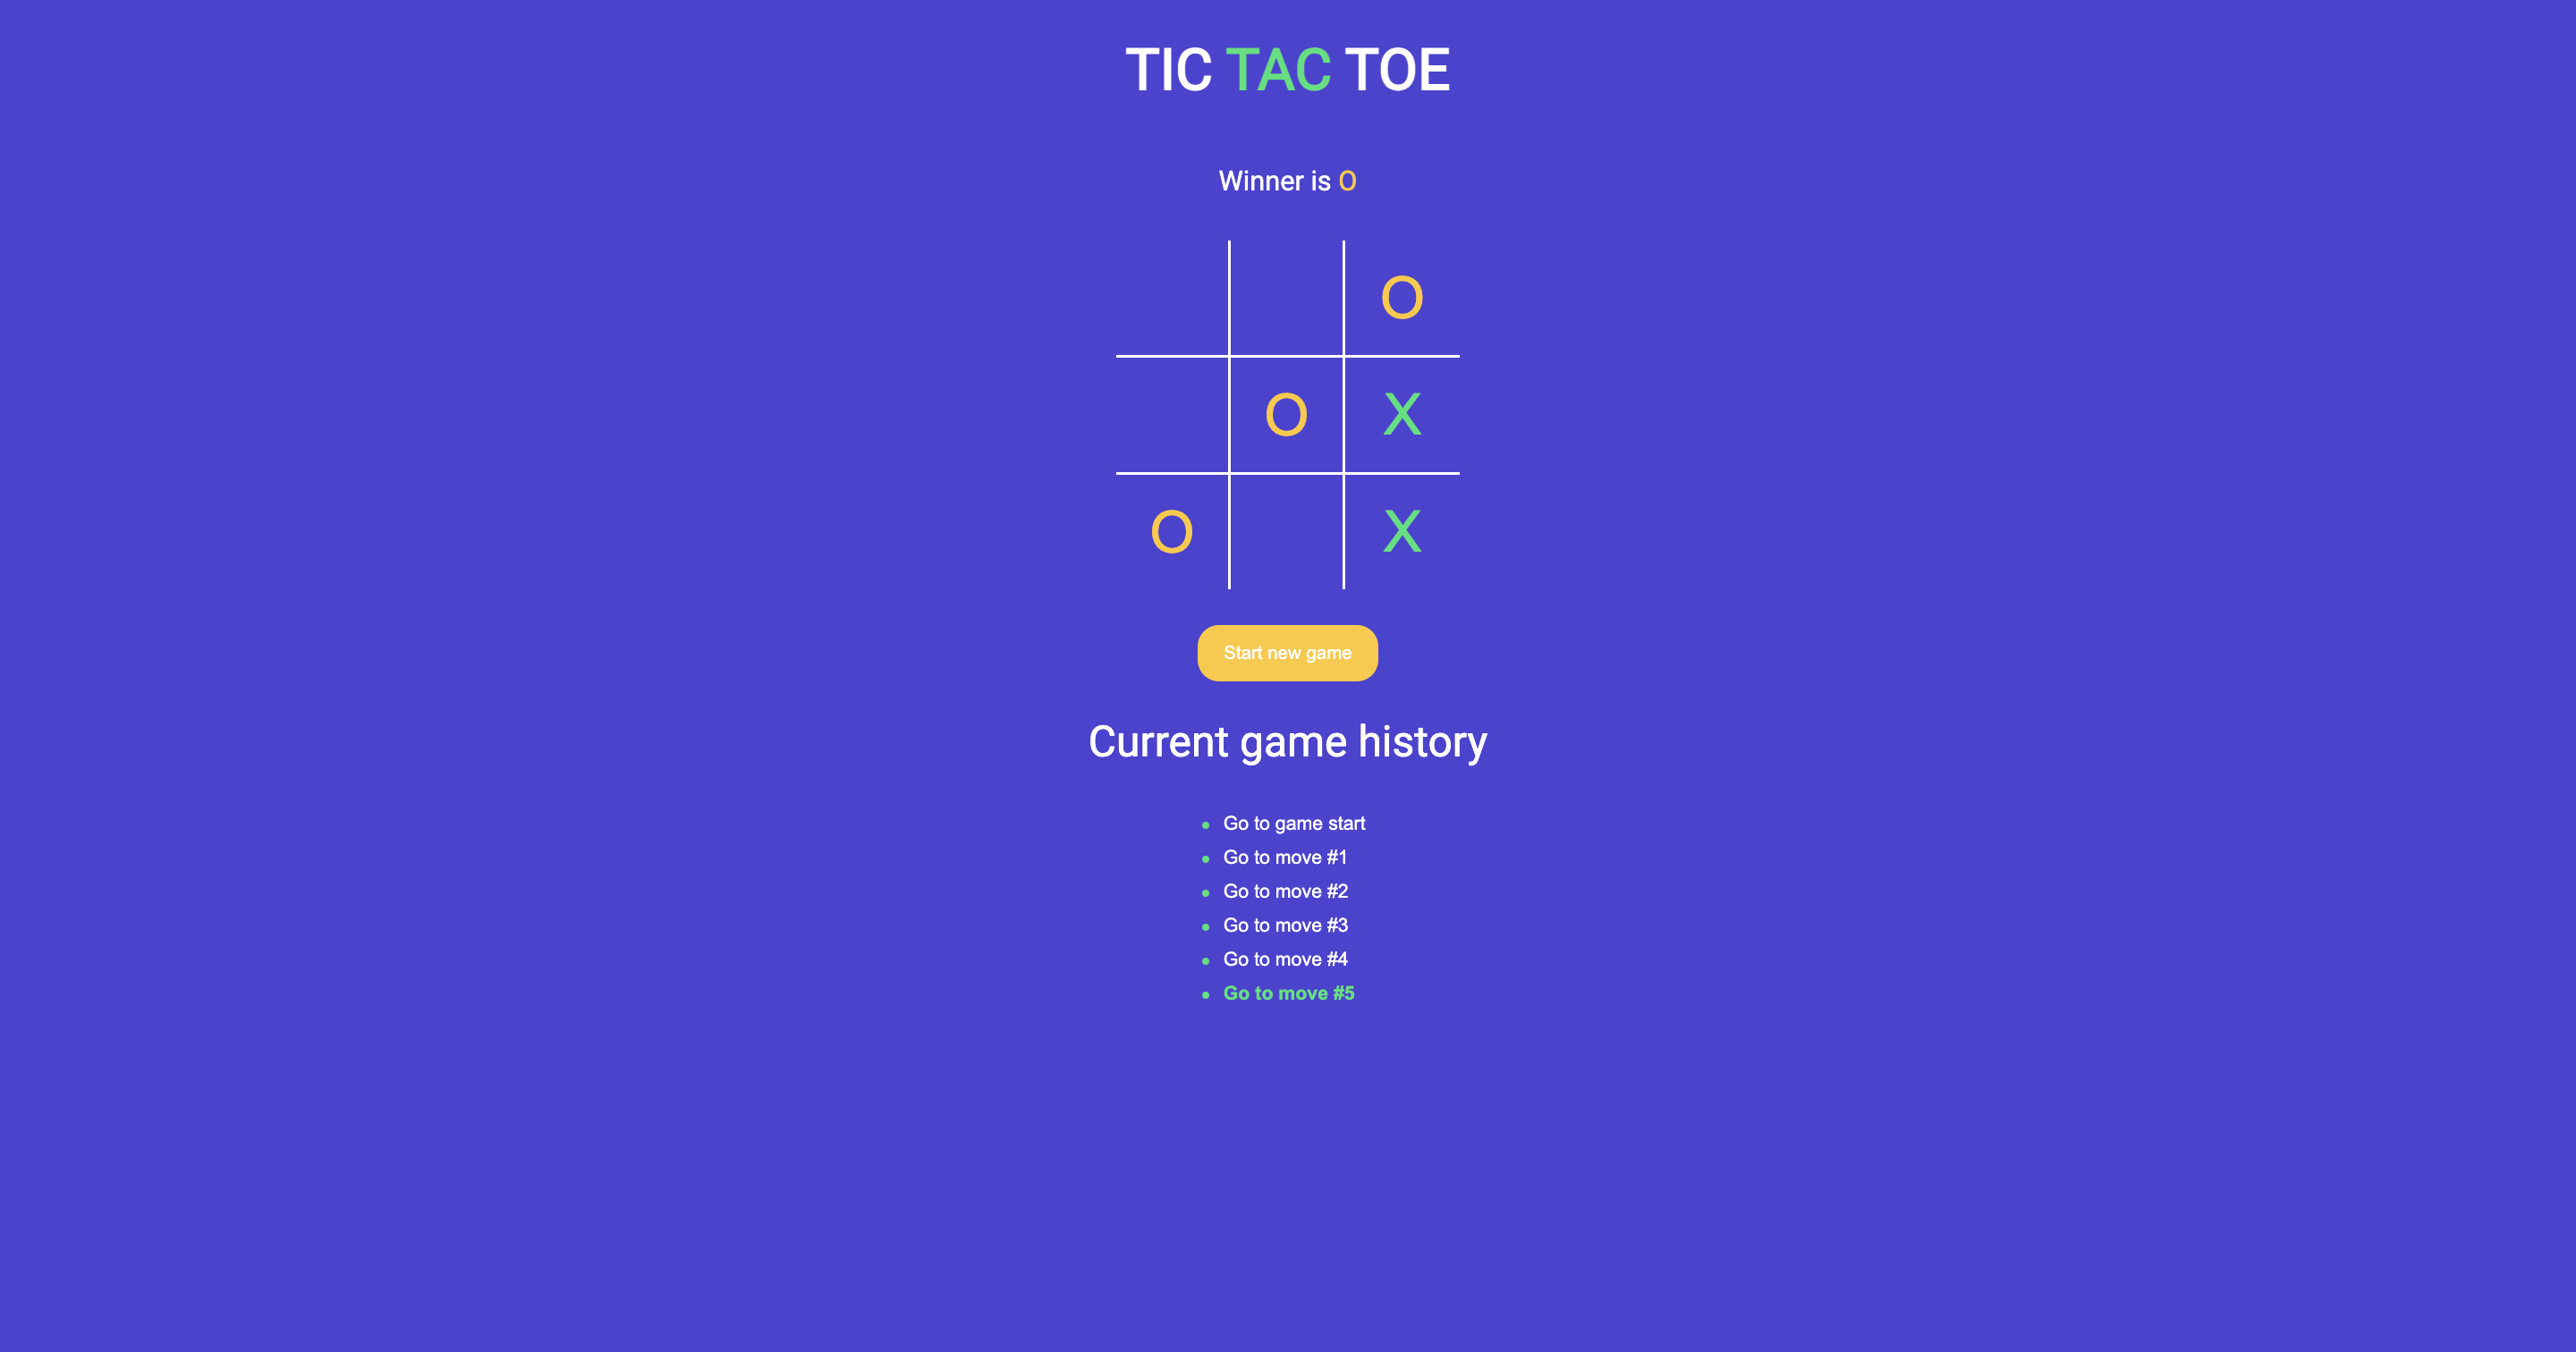 TIC TAC TOE
Winner is O
O
O X
O X
Start new game
Current game history
Go to game start
Go to move #1
Go to move #2
Go to move #3
Go to move #4
Go to move #5